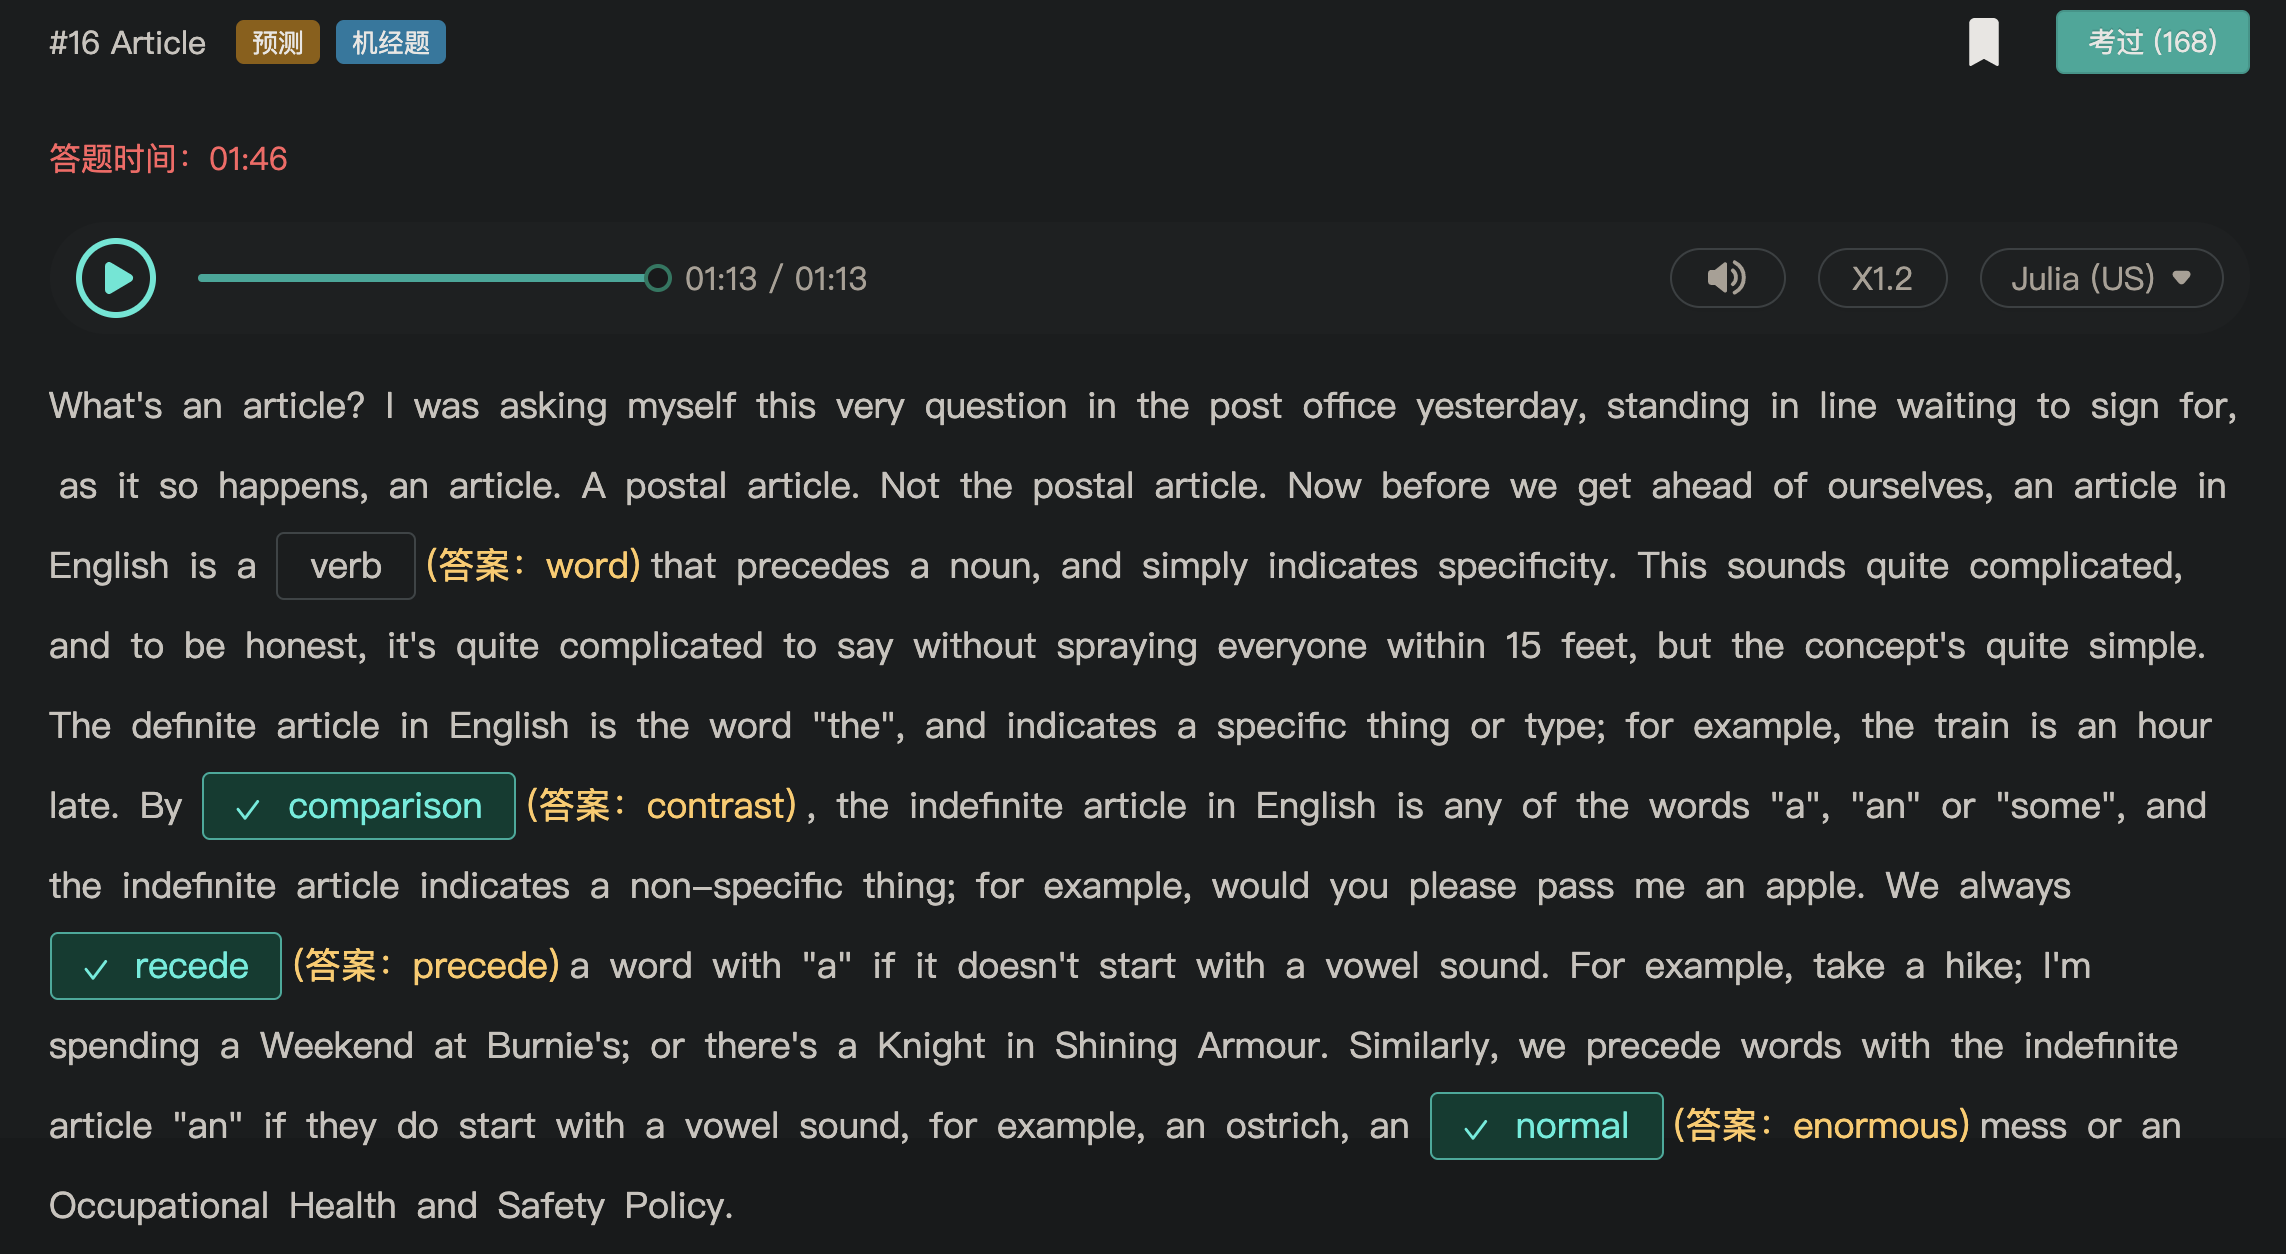 #16 Article 预测 机经题 考过 (168)
答题时间：01:46
01:13 / 01:13 X1.2 Julia (US)
What's an article? I was asking myself this very question in the post office yesterday, standing in line waiting to sign for,
as it so happens, an article. A postal article. Not the postal article. Now before we get ahead of ourselves, an article in
English is a verb (答案：word) that precedes a noun, and simply indicates specificity. This sounds quite complicated,
and to be honest, it's quite complicated to say without spraying everyone within 15 feet, but the concept's quite simple.
The definite article in English is the word "the", and indicates a specific thing or type; for example, the train is an hour
late. By ✓ comparison (答案：contrast) , the indefinite article in English is any of the words "a", "an" or "some", and
the indefinite article indicates a non-specific thing; for example, would you please pass me an apple. We always
✓ recede (答案：precede) a word with "a" if it doesn't start with a vowel sound. For example, take a hike; I'm
spending a Weekend at Burnie's; or there's a Knight in Shining Armour. Similarly, we precede words with the indefinite
article "an" if they do start with a vowel sound, for example, an ostrich, an ✓ normal (答案：enormous) mess or an
Occupational Health and Safety Policy.